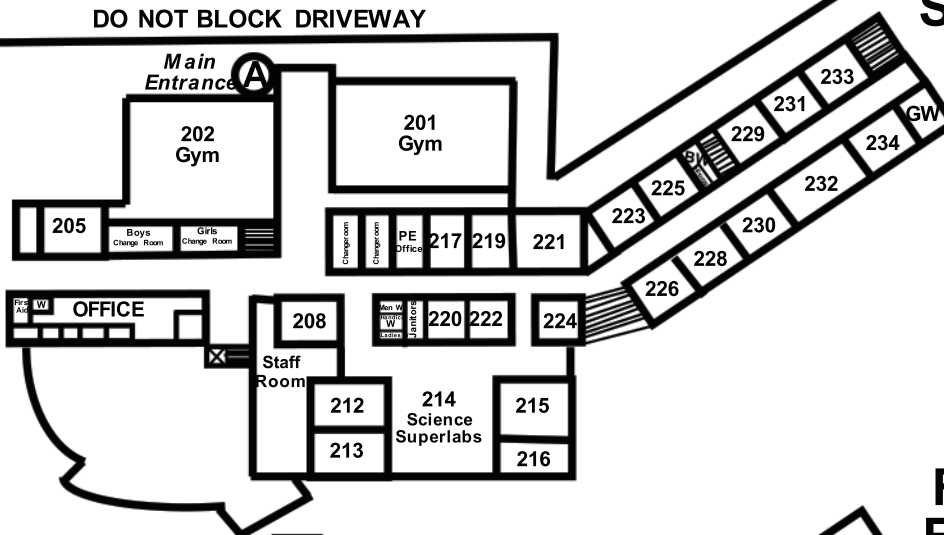 DO NOT BLOCK DRIVEWAY
Main
Entrance
A
202
Gym
201
Gym
233
231
229
BW
225
223
GW
234
232
230
228
226
205
Boys
Change Room
Girls
Change Room
Changeroom
Changeroom
PE
Office
217
219
221
First
Aid
W
OFFICE
208
Men W
Handic
W
Ladies
Janitors
220
222
224
Staff
Room
212
213
214
Science
Superlabs
215
216